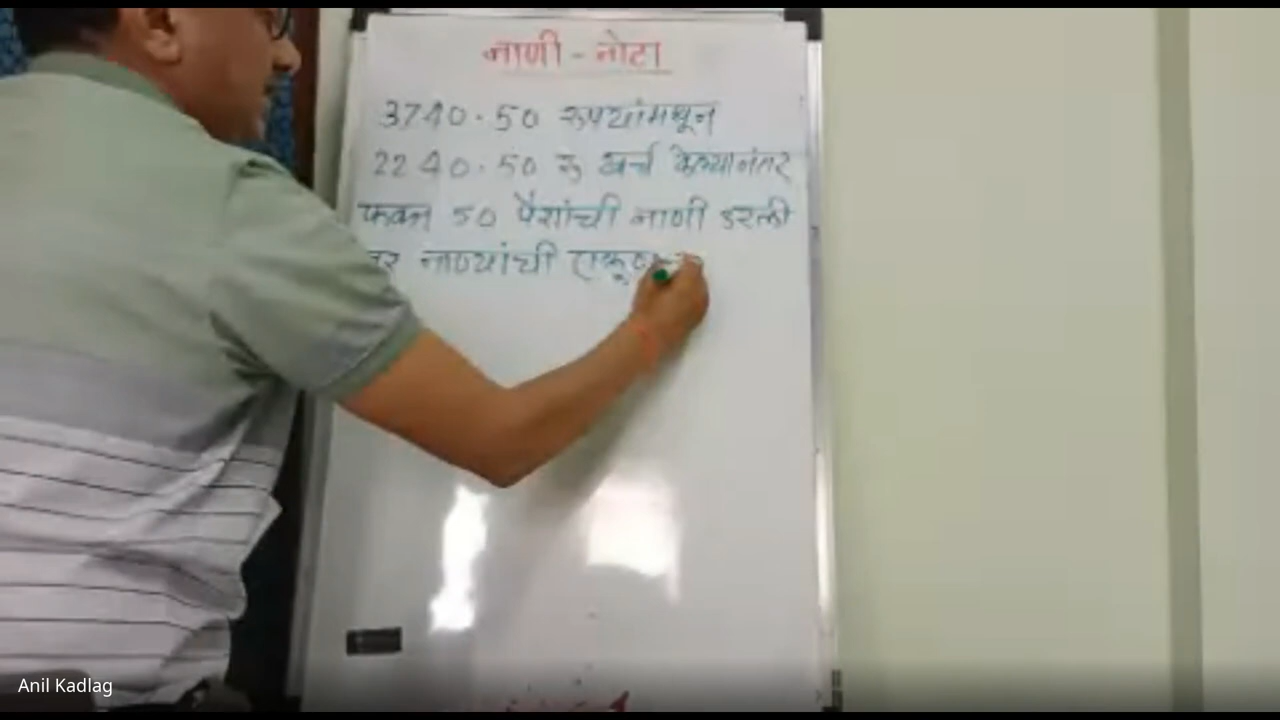 नाणी - नोटा
3740.50 रुपयांमधून
2240.50 रु खर्च केल्यानंतर
फक्त 50 पैशांची नाणी उरली
तर नाण्यांची एकूण
Anil Kadlag